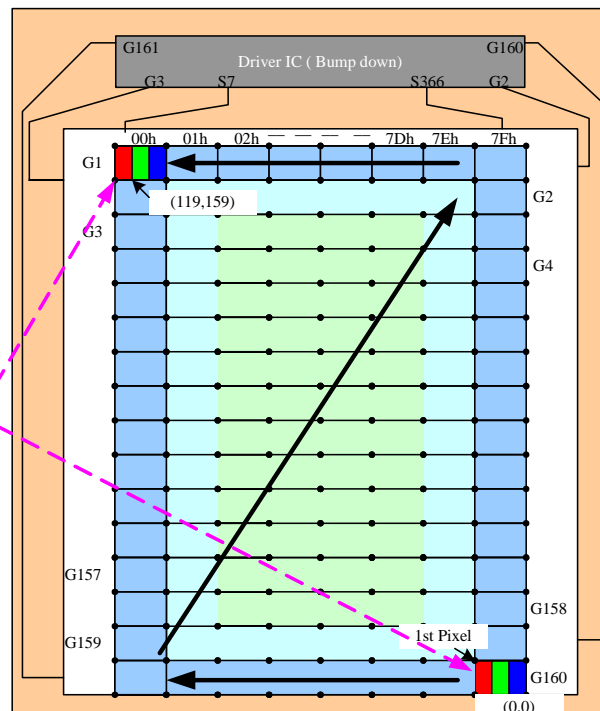 G161 G160
Driver IC ( Bump down)
G3 S7 S366 G2
00h 01h 02h 7Dh 7Eh 7Fh
G1
(119,159)
G2
G3
G4
G157
G158
1st Pixel
G159
G160
(0,0)